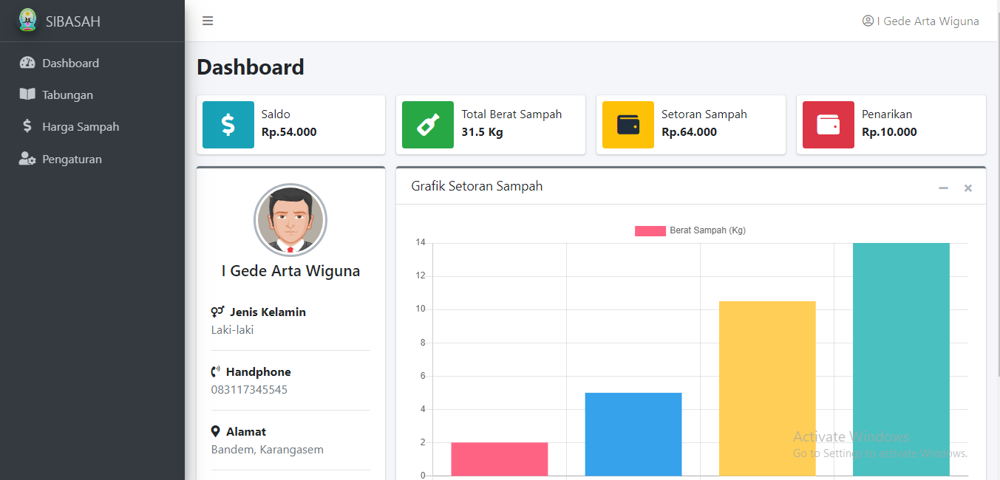 SIBASAH
I Gede Arta Wiguna
Dashboard
Tabungan
Harga Sampah
Pengaturan
Dashboard
Saldo
Rp.54.000
Total Berat Sampah
31.5 Kg
Setoran Sampah
Rp.64.000
Penarikan
Rp.10.000
I Gede Arta Wiguna
Jenis Kelamin
Laki-laki
Handphone
083117345545
Alamat
Bandem, Karangasem
Grafik Setoran Sampah
Berat Sampah (Kg)
14
12
10
8
6
4
2
0
Activate Windows
Go to Settings to activate Windows.